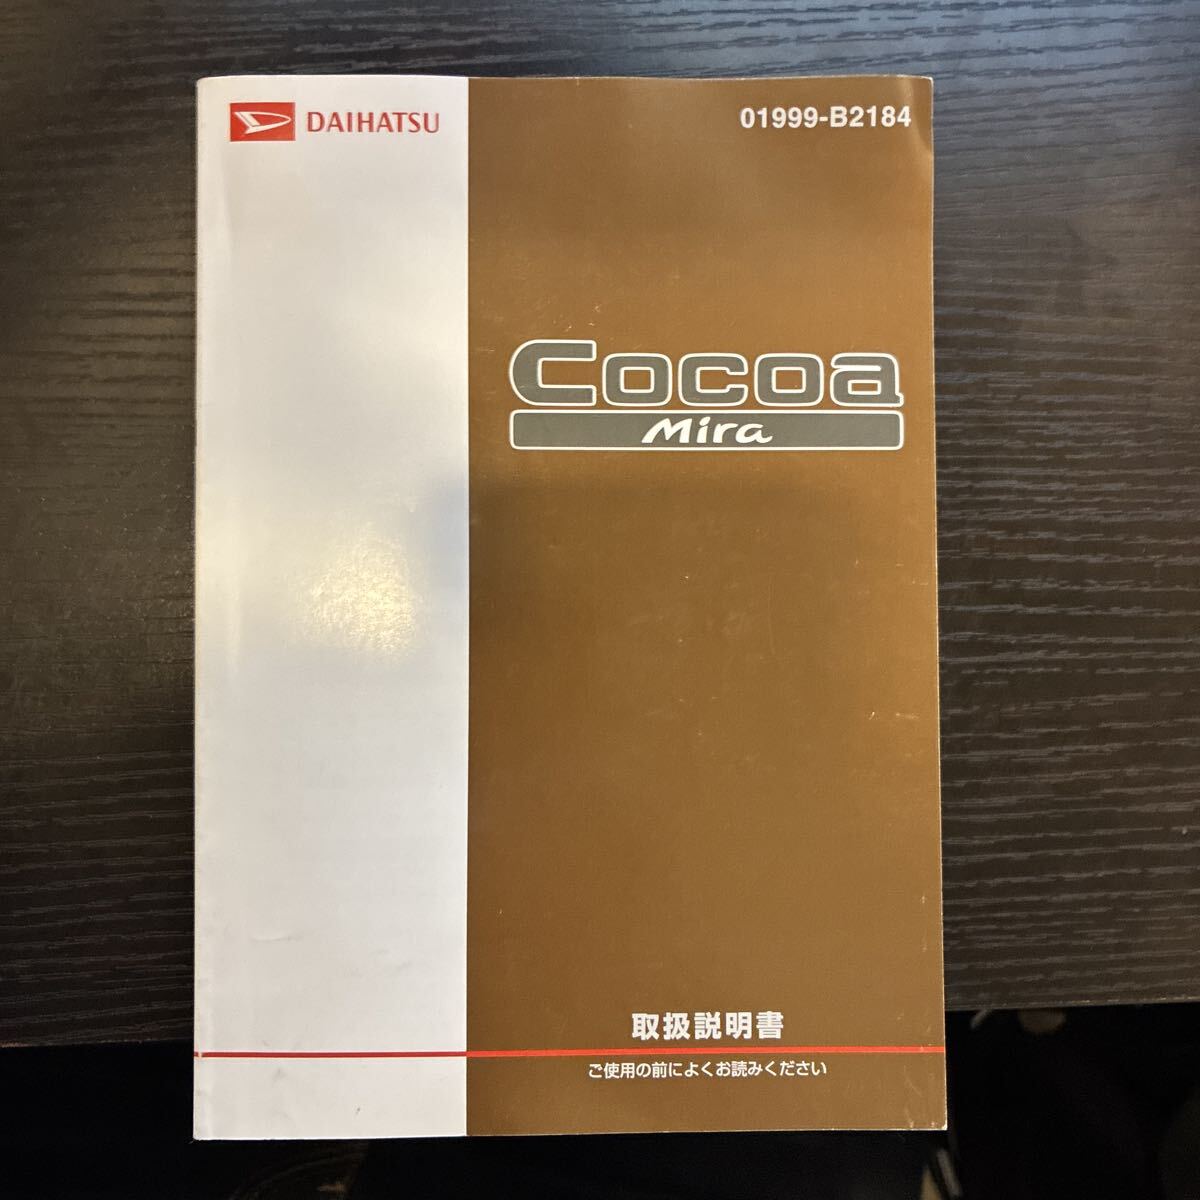 DAIHATSU
01999-B2184
Cocoa
Mira
取扱説明書
ご使用の前によくお読みください